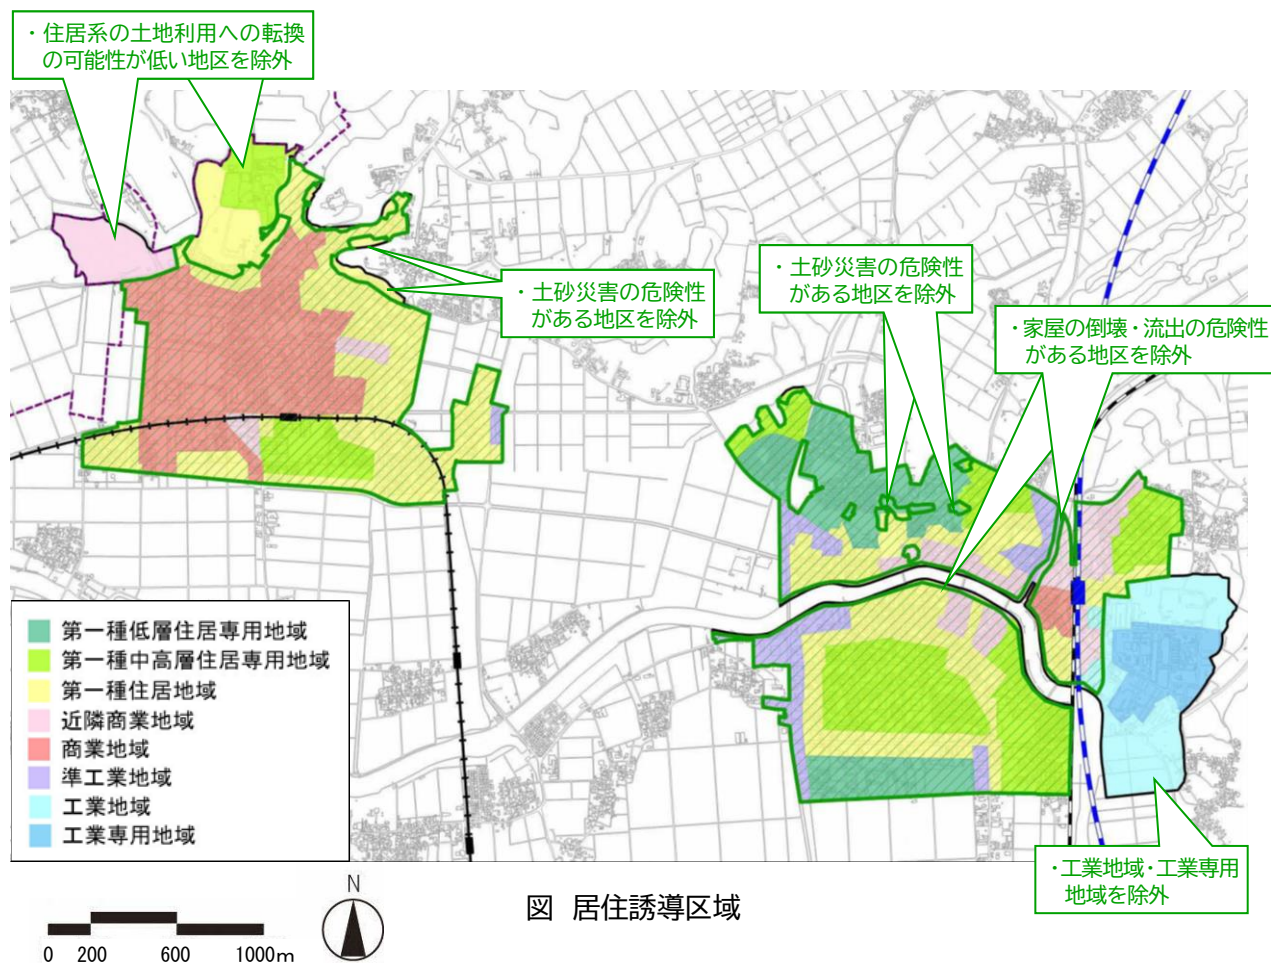 ・住居系の土地利用への転換
の可能性が低い地区を除外
・土砂災害の危険性
がある地区を除外
・土砂災害の危険性
がある地区を除外
・家屋の倒壊・流出の危険性
がある地区を除外
第一種低層住居専用地域
第一種中高層住居専用地域
第一種住居地域
近隣商業地域
商業地域
準工業地域
工業地域
工業専用地域
・工業地域・工業専用
地域を除外
図 居住誘導区域
N
0 200 600 1000m